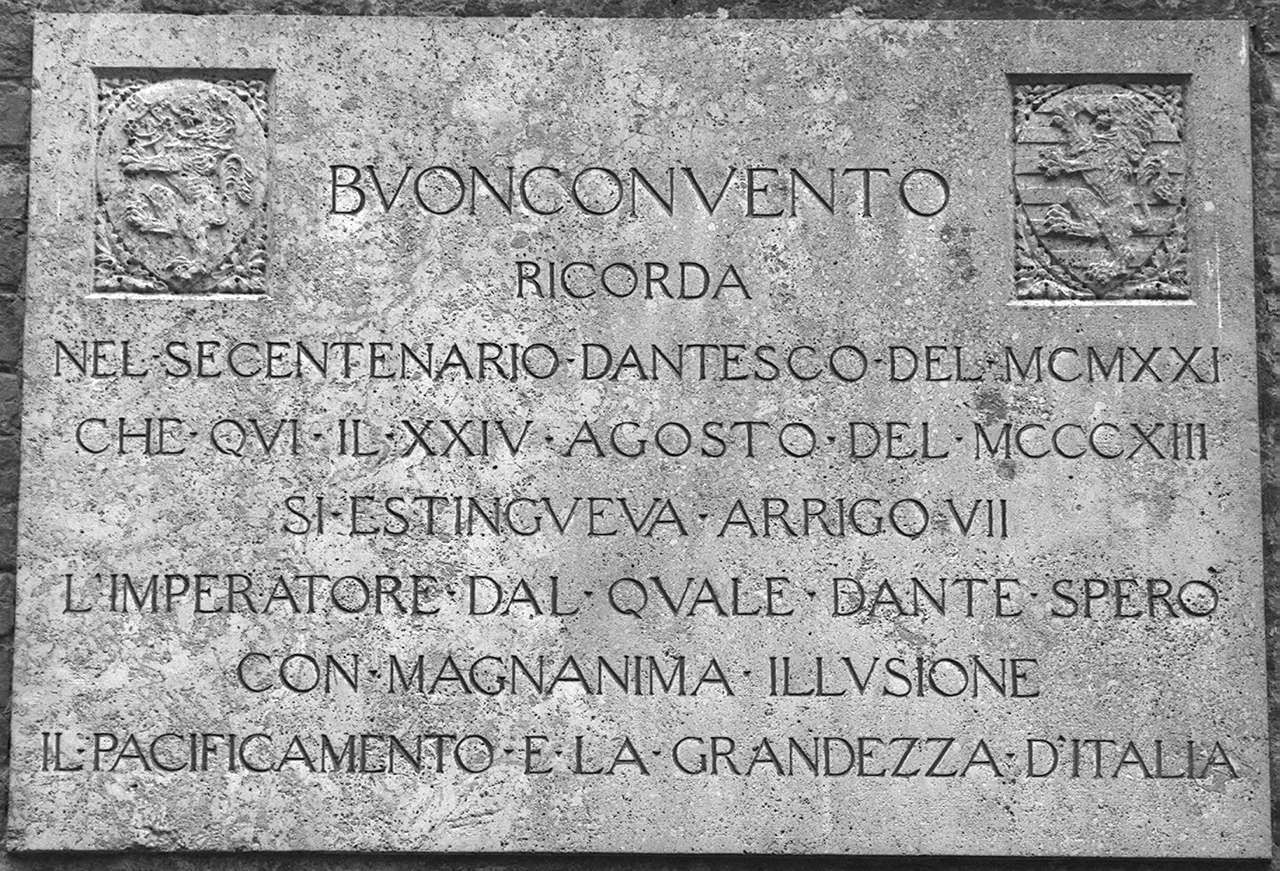 BVONCONVENTO
RICORDA
NEL·SECENTENARIO·DANTESCO·DEL·MCMXXI
CHE·QVI·IL·XXIV·AGOSTO·DEL·MCCCXIII
SI·ESTINGVEVA·ARRIGO·VII
L'IMPERATORE·DAL·QVALE·DANTE·SPERO
CON·MAGNANIMA·ILLVSIONE
IL·PACIFICAMENTO·E·LA·GRANDEZZA·D'ITALIA